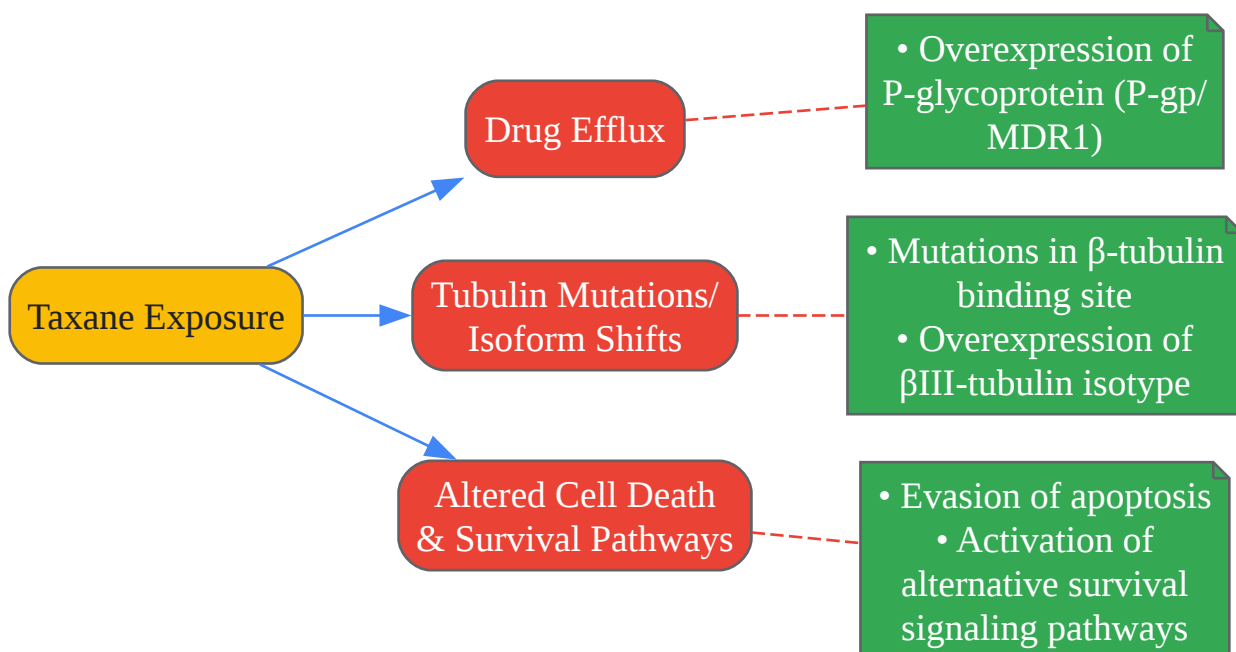 Taxane Exposure
Drug Efflux
• Overexpression of
P-glycoprotein (P-gp/
MDR1)
Tubulin Mutations/
Isoform Shifts
• Mutations in β-tubulin
binding site
• Overexpression of
βIII-tubulin isotype
Altered Cell Death
& Survival Pathways
• Evasion of apoptosis
• Activation of
alternative survival
signaling pathways